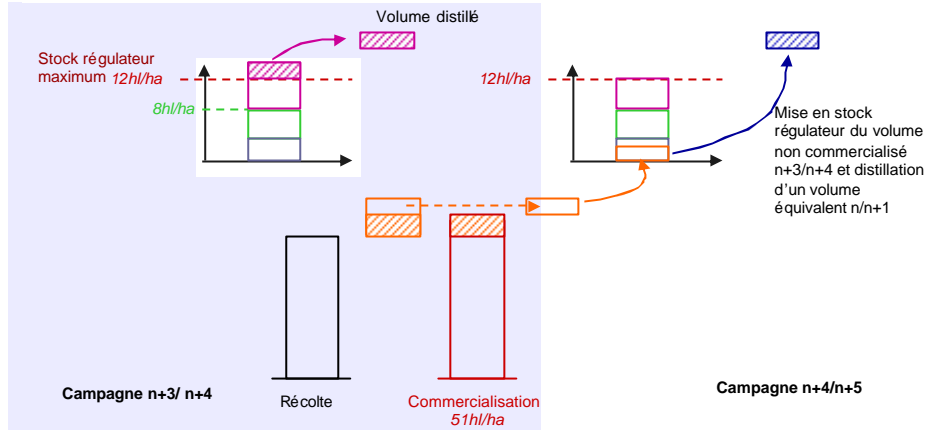 Volume distillé
Stock régulateur
maximum 12hl/ha
8hl/ha
12hl/ha
Mise en stock
régulateur du volume
non commercialisé
n+3/n+4 et distillation
d'un volume
équivalent n/n+1
Campagne n+3/ n+4
Récolte
Commercialisation
51hl/ha
Campagne n+4/n+5